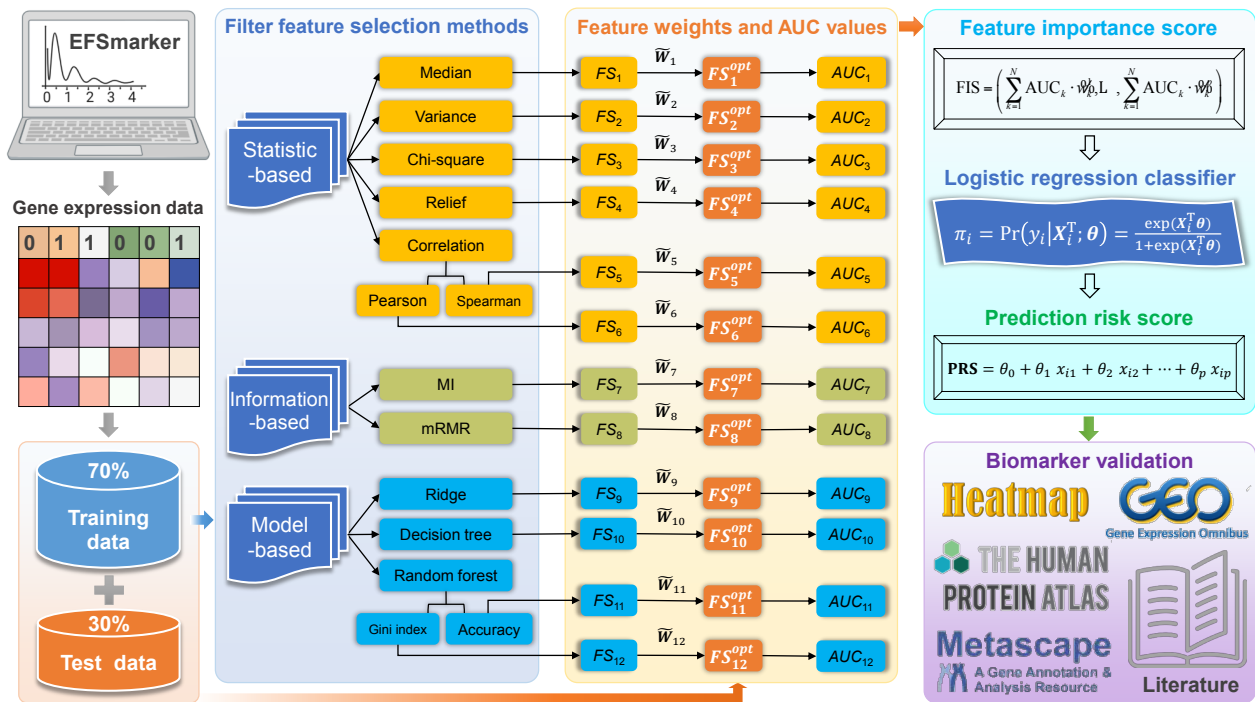 EFSmarker
0 1 2 3 4
Gene expression data
0 1 1 0 0 1
70%
Training
data
30%
Test data
Filter feature selection methods
Statistic
-based
Median
Variance
Chi-square
Relief
Correlation
Pearson
Spearman
Information
-based
MI
mRMR
Model
-based
Ridge
Decision tree
Random forest
Gini index
Accuracy
Feature weights and AUC values
FS₁ W̃₁ FS₁ᵒᵖᵗ AUC₁
FS₂ W̃₂ FS₂ᵒᵖᵗ AUC₂
FS₃ W̃₃ FS₃ᵒᵖᵗ AUC₃
FS₄ W̃₄ FS₄ᵒᵖᵗ AUC₄
FS₅ W̃₅ FS₅ᵒᵖᵗ AUC₅
FS₆ W̃₆ FS₆ᵒᵖᵗ AUC₆
FS₇ W̃₇ FS₇ᵒᵖᵗ AUC₇
FS₈ W̃₈ FS₈ᵒᵖᵗ AUC₈
FS₉ W̃₉ FS₉ᵒᵖᵗ AUC₉
FS₁₀ W̃₁₀ FS₁₀ᵒᵖᵗ AUC₁₀
FS₁₁ W̃₁₁ FS₁₁ᵒᵖᵗ AUC₁₁
FS₁₂ W̃₁₂ FS₁₂ᵒᵖᵗ AUC₁₂
Feature importance score
FIS = (∑ₖ₌₁ᴺ AUCₖ · , L , ∑ₖ₌₁ᴺ AUCₖ · )
Logistic regression classifier
πᵢ = Pr(yᵢ|Xᵢᵀ; θ) = exp(Xᵢᵀθ) / 1+exp(Xᵢᵀθ)
Prediction risk score
PRS = θ₀ + θ₁ xᵢ₁ + θ₂ xᵢ₂ + ⋯ + θₚ xᵢₚ
Biomarker validation
Heatmap
GEO
Gene Expression Omnibus
THE HUMAN
PROTEIN ATLAS
Metascape
A Gene Annotation &
Analysis Resource
Literature